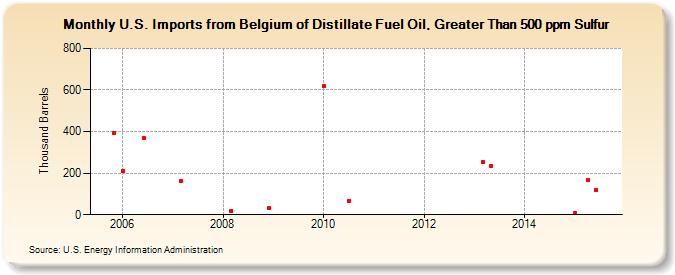 Monthly U.S. Imports from Belgium of Distillate Fuel Oil, Greater Than 500 ppm Sulfur
Thousand Barrels
800
600
400
200
0
2006 2008 2010 2012 2014
Source: U.S. Energy Information Administration